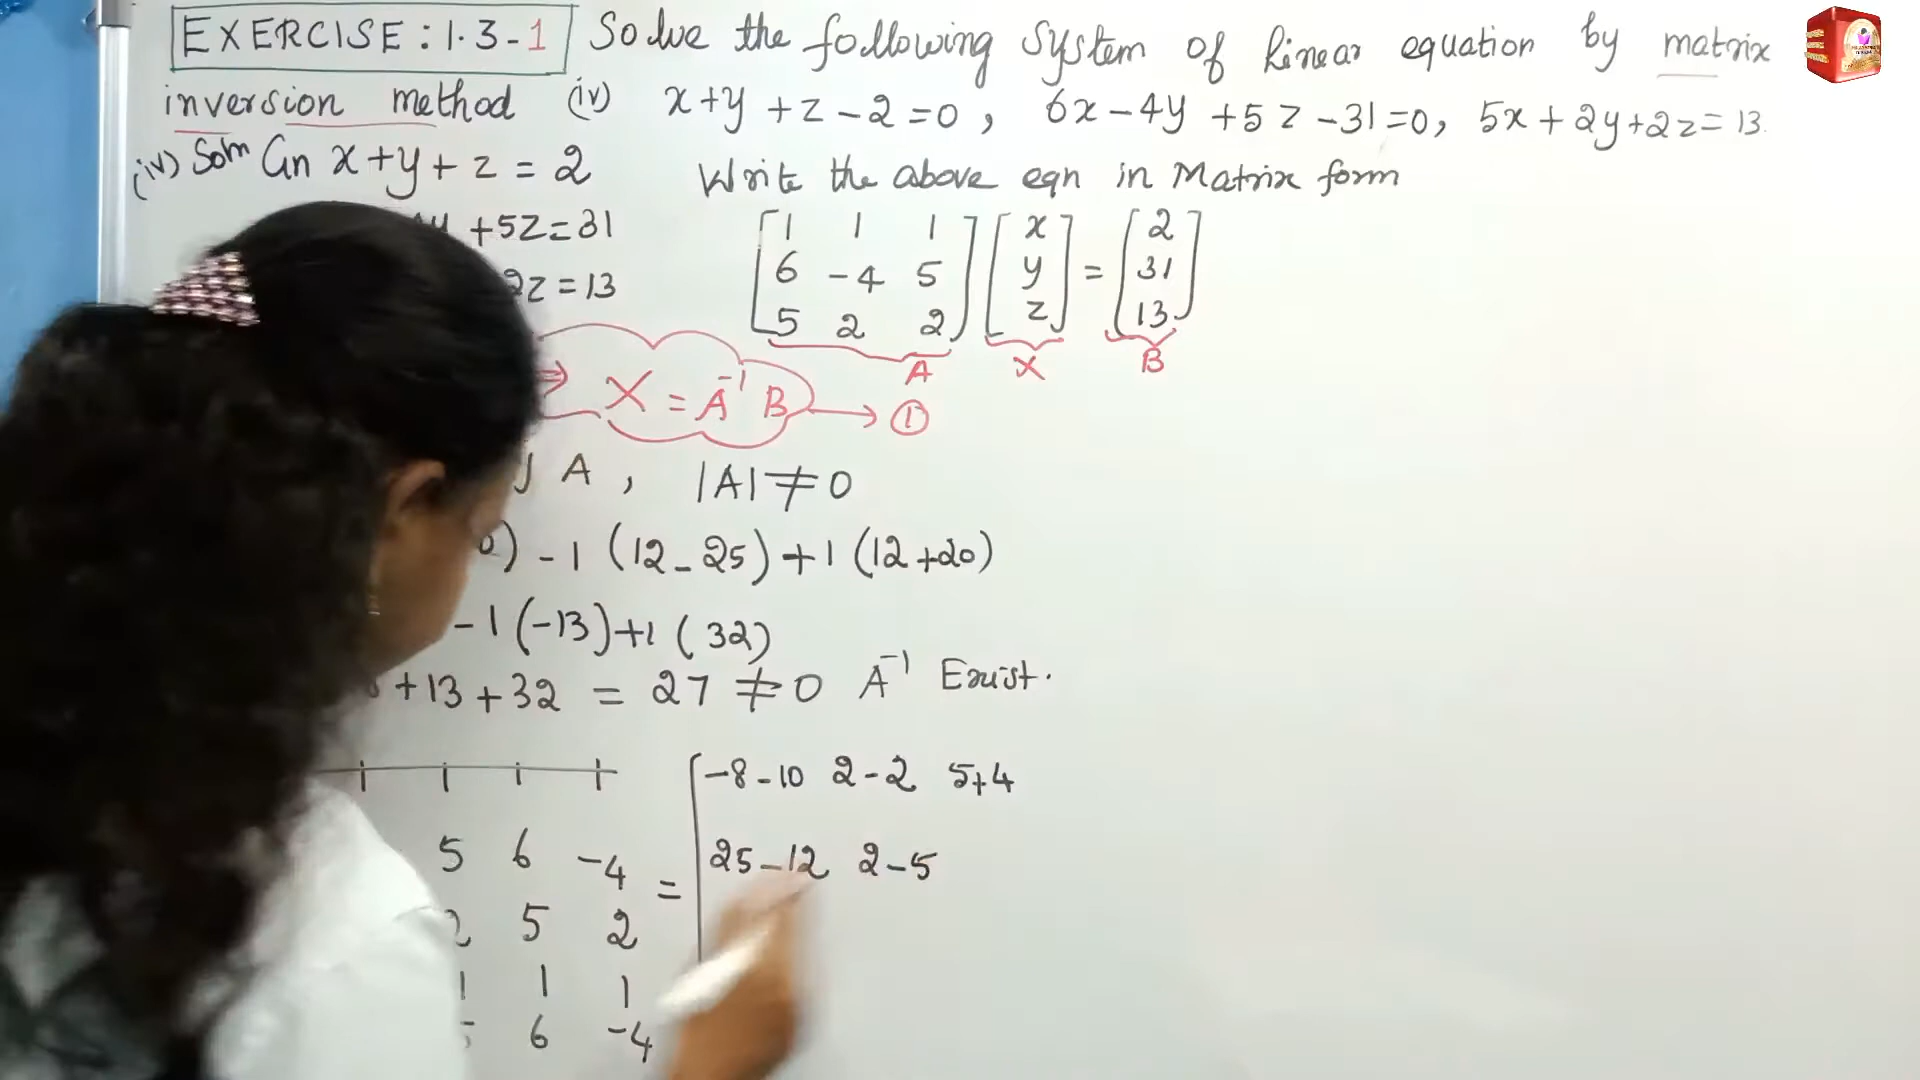 EXERCISE : 1.3-1 Solve the following System of linear equation by matrix
inversion method (iv) x+y+z-2=0, 6x-4y+5z-31=0, 5x+2y+2z=13.
(iv) Soln Gn x+y+z=2 Write the above eqn in Matrix form
+5z=31
2z=13
1 1 1 x 2
6 -4 5 y = 31
5 2 2 z 13
A X B
⇒ X = A⁻¹ B → ①
A, |A| ≠ 0
) -1 (12-25) +1 (12+20)
-1 (-13) +1 (32)
+13+32 = 27 ≠ 0 A⁻¹ Exist.
-8-10 2-2 5+4
5 6 -4 = 25-12 2-5
2 5 2
1 1 1
5 6 -4